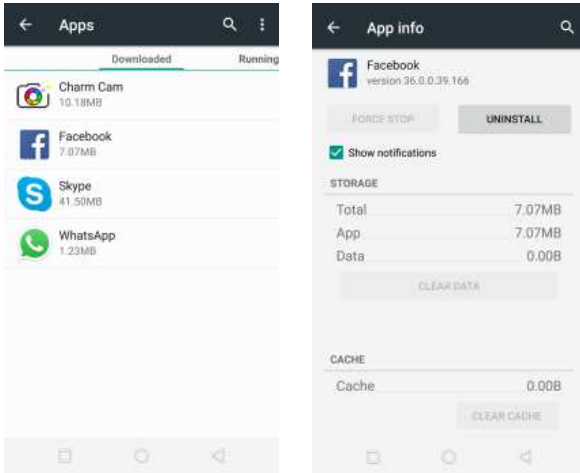 Apps
Downloaded Running
Charm Cam
10.18MB
Facebook
7.07MB
Skype
41.50MB
WhatsApp
1.23MB
App info
Facebook
version 36.0.0.39.166
FORCE STOP UNINSTALL
Show notifications
STORAGE
Total 7.07MB
App 7.07MB
Data 0.00B
CLEAR DATA
CACHE
Cache 0.00B
CLEAR CACHE